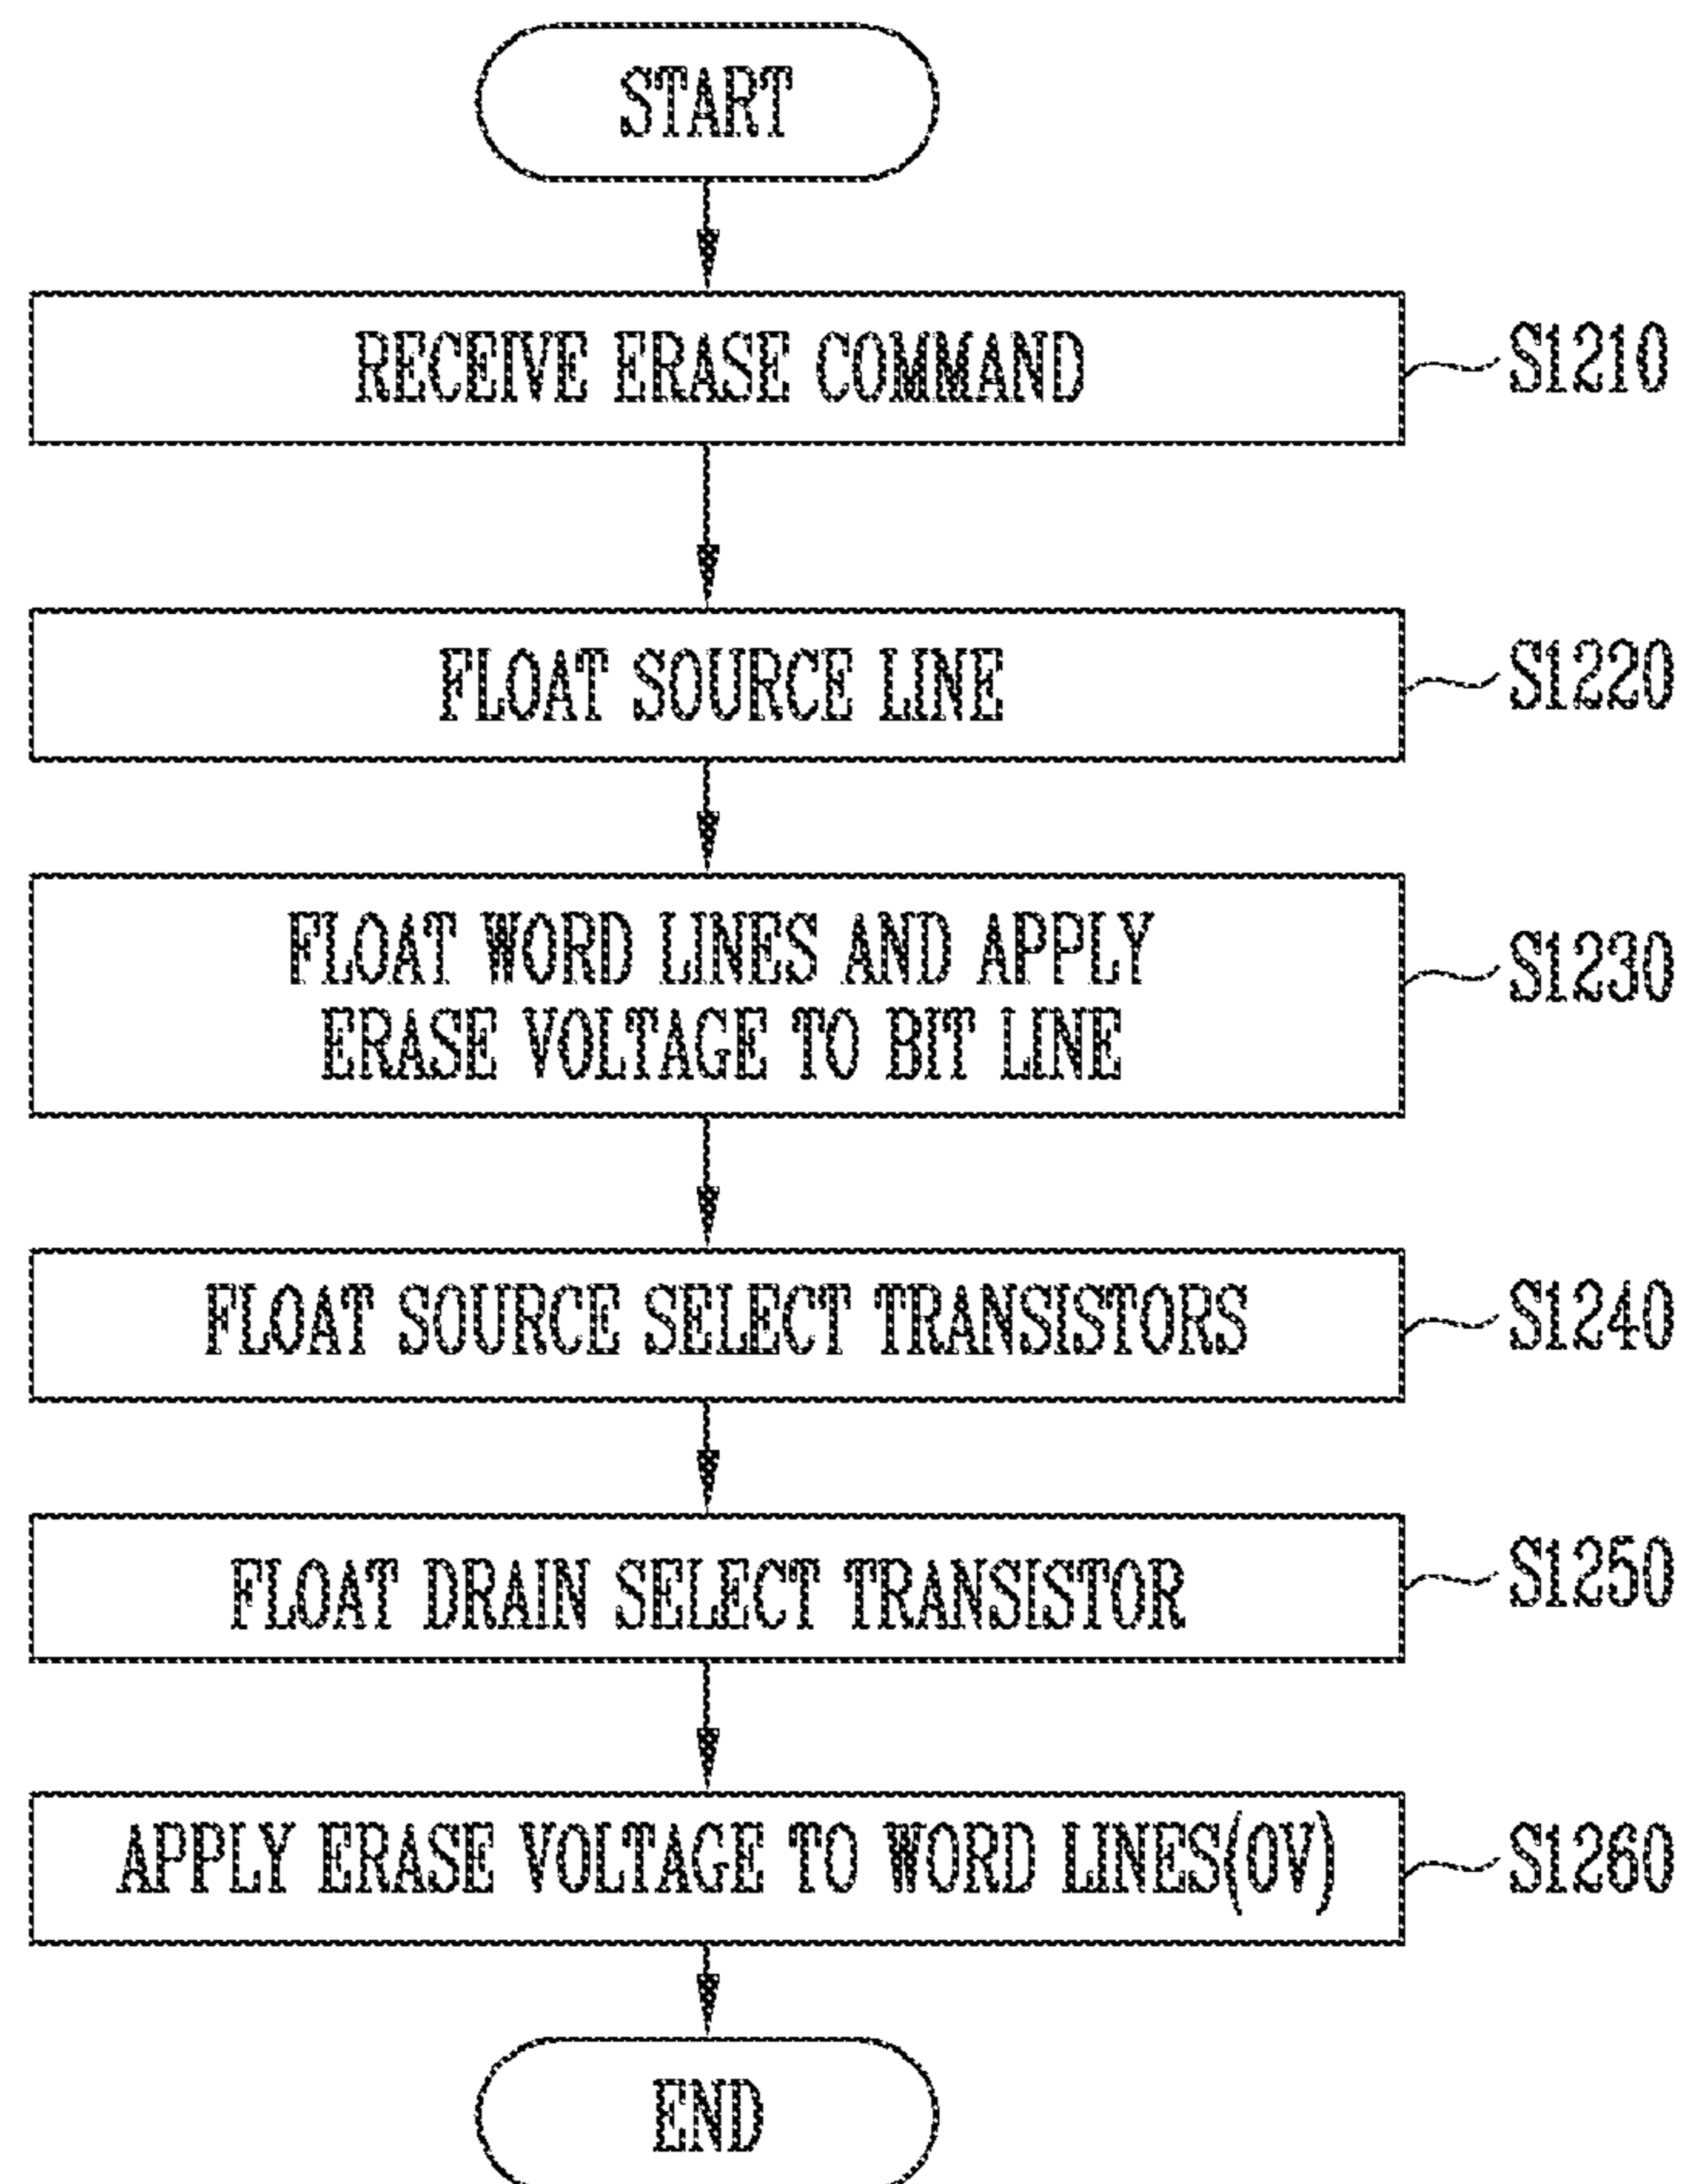 START
RECEIVE ERASE COMMAND
S1210
FLOAT SOURCE LINE
S1220
FLOAT WORD LINES AND APPLY
ERASE VOLTAGE TO BIT LINE
S1230
FLOAT SOURCE SELECT TRANSISTORS
S1240
FLOAT DRAIN SELECT TRANSISTOR
S1250
APPLY ERASE VOLTAGE TO WORD LINES(0V)
S1260
END